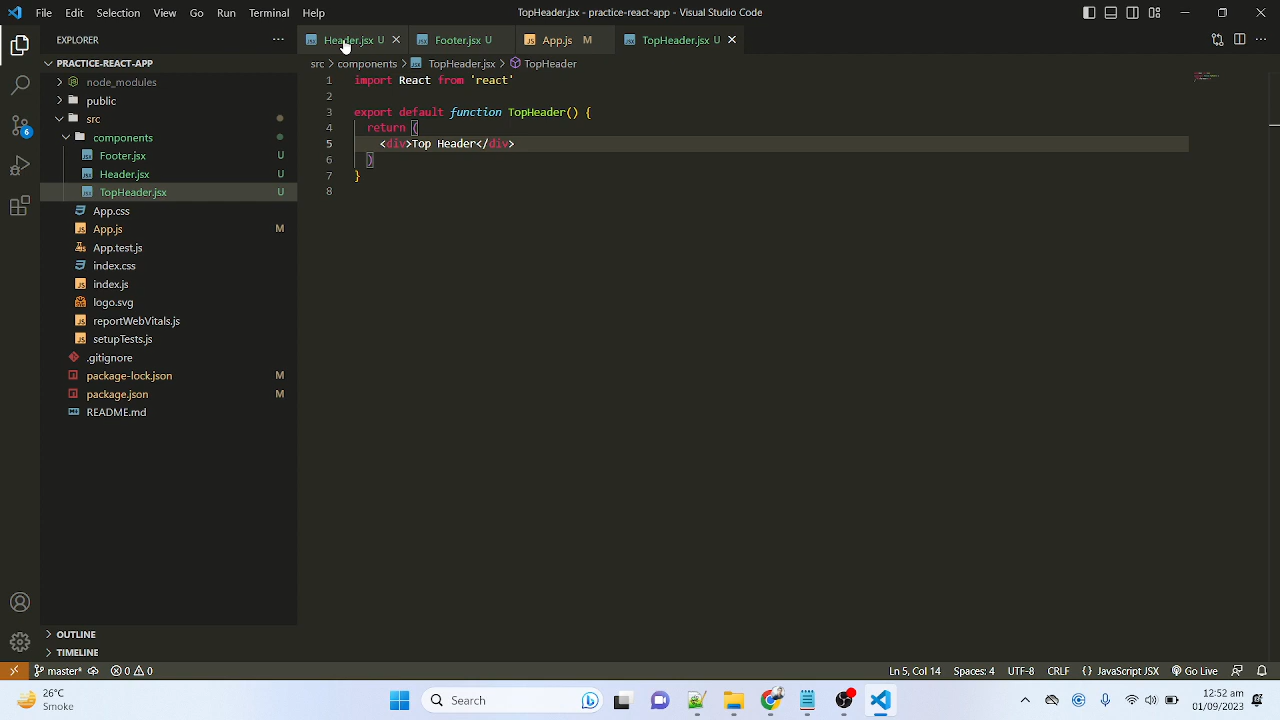 File Edit Selection View Go Run Terminal Help
TopHeader.jsx - practice-react-app - Visual Studio Code
EXPLORER
Header.jsx U
Footer.jsx U
App.js M
TopHeader.jsx U
PRACTICE-REACT-APP
src > components > TopHeader.jsx > TopHeader
node_modules
public
src
components
Footer.jsx U
Header.jsx U
TopHeader.jsx U
App.css
App.js M
App.test.js
index.css
index.js
logo.svg
reportWebVitals.js
setupTests.js
.gitignore
package-lock.json M
package.json M
README.md
1 import React from 'react'
2
3 export default function TopHeader() {
4 return (
5 <div>Top Header</div>
6 )
7 }
8
6
OUTLINE
TIMELINE
master* 0 0
Ln 5, Col 14 Spaces: 4 UTF-8 CRLF {} JavaScript JSX Go Live
26°C
Smoke
Search
12:52 am
01/09/2023